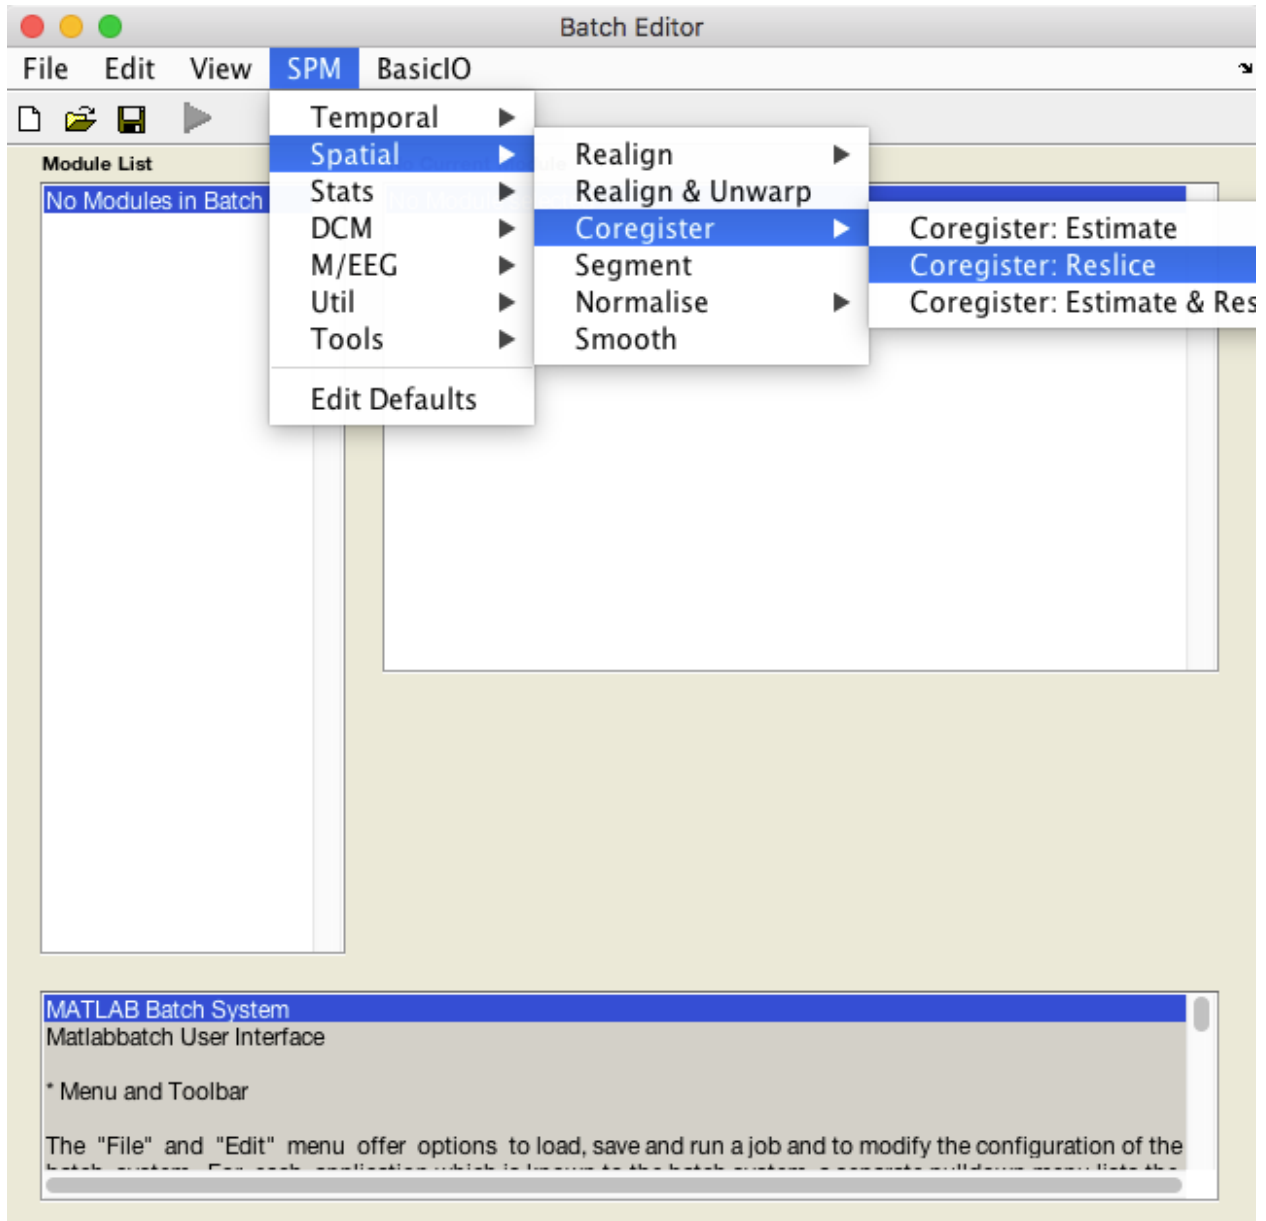 Batch Editor
File Edit View SPM BasicIO
Temporal
Module List
Spatial
Realign
No Modules in Batch
Stats
Realign & Unwarp
DCM
Coregister
Coregister: Estimate
M/EEG
Segment
Coregister: Reslice
Util
Normalise
Coregister: Estimate & Res
Tools
Smooth
Edit Defaults
MATLAB Batch System
Matlabbatch User Interface
* Menu and Toolbar
The "File" and "Edit" menu offer options to load, save and run a job and to modify the configuration of the